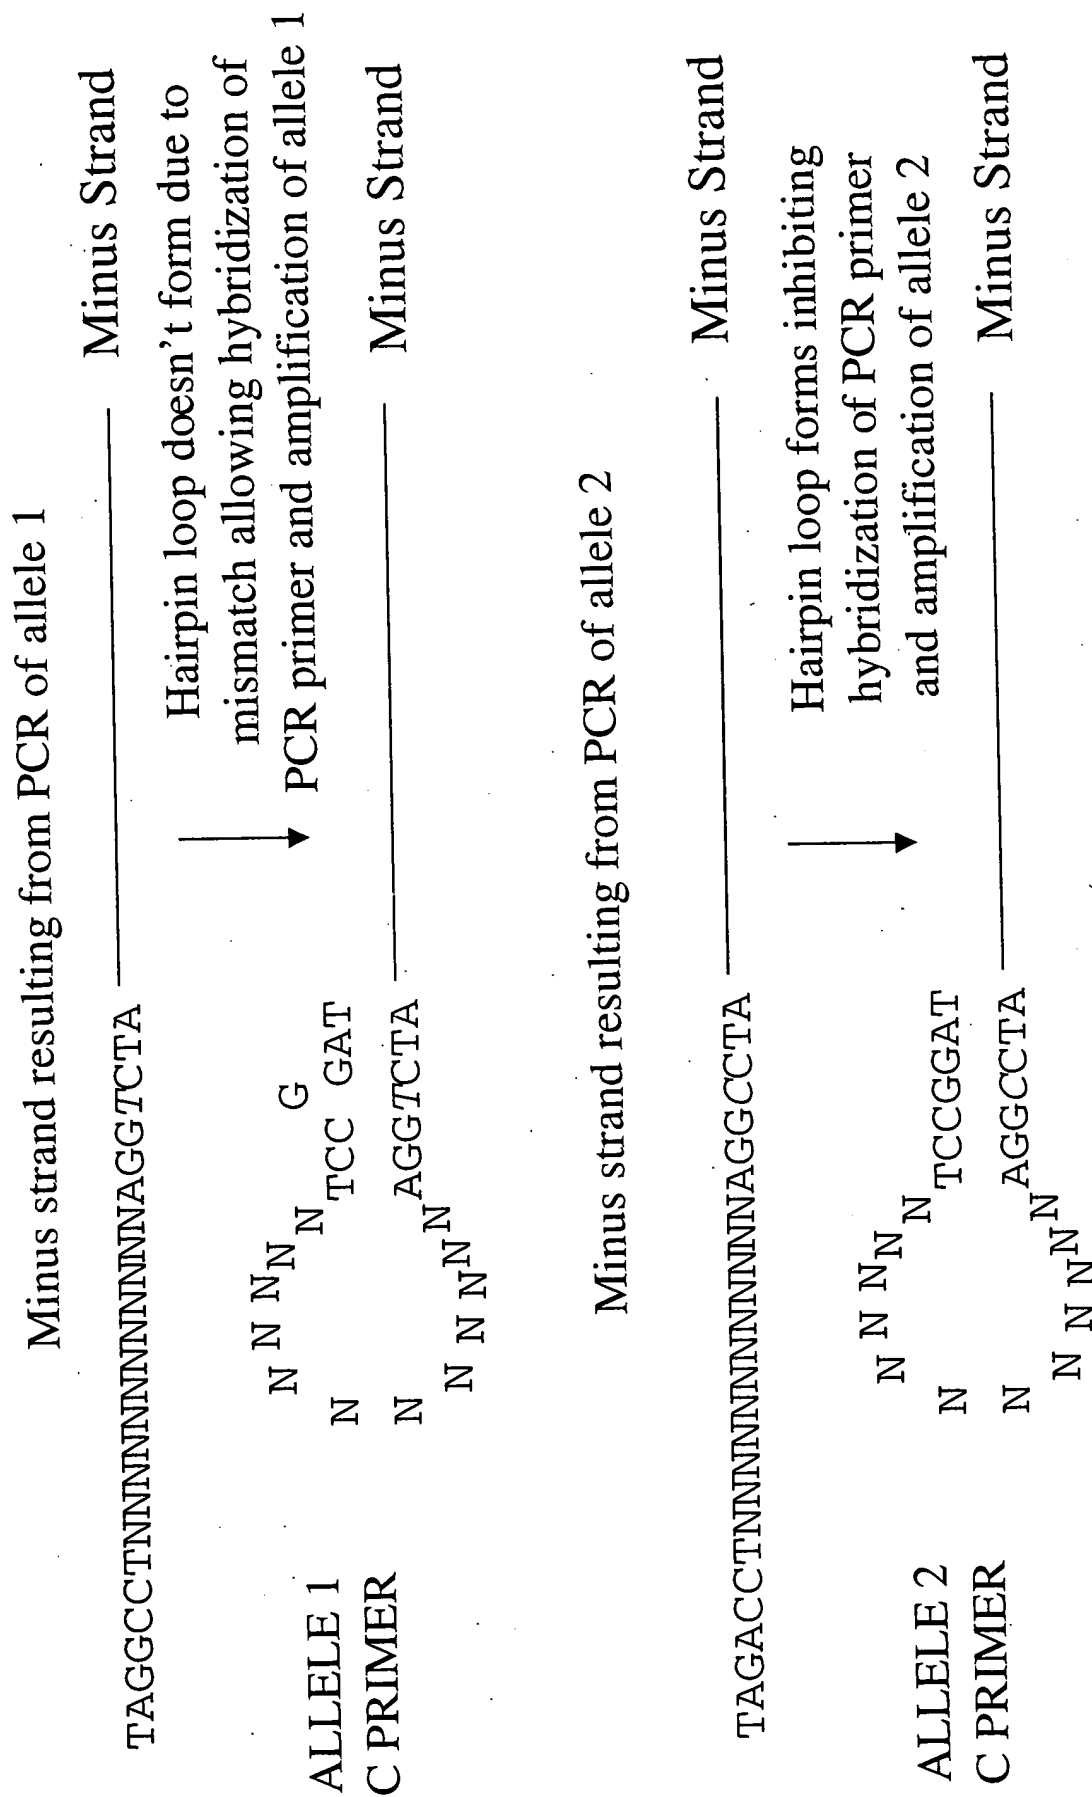 Minus strand resulting from PCR of allele 1
TAGGCCTNNNNNNNNNNNNAGGTCTA
Minus Strand
Hairpin loop doesn't form due to
mismatch allowing hybridization of
PCR primer and amplification of allele 1
ALLELE 1
C PRIMER
N N N N N N
G
TCC GAT
N N N N N N
AGGTCTA
Minus Strand
Minus strand resulting from PCR of allele 2
TAGACCTNNNNNNNNNNNNAGGCCTA
Minus Strand
Hairpin loop forms inhibiting
hybridization of PCR primer
and amplification of allele 2
ALLELE 2
C PRIMER
N N N N N N
TCCGGAT
N N N N N N
AGGCCTA
Minus Strand